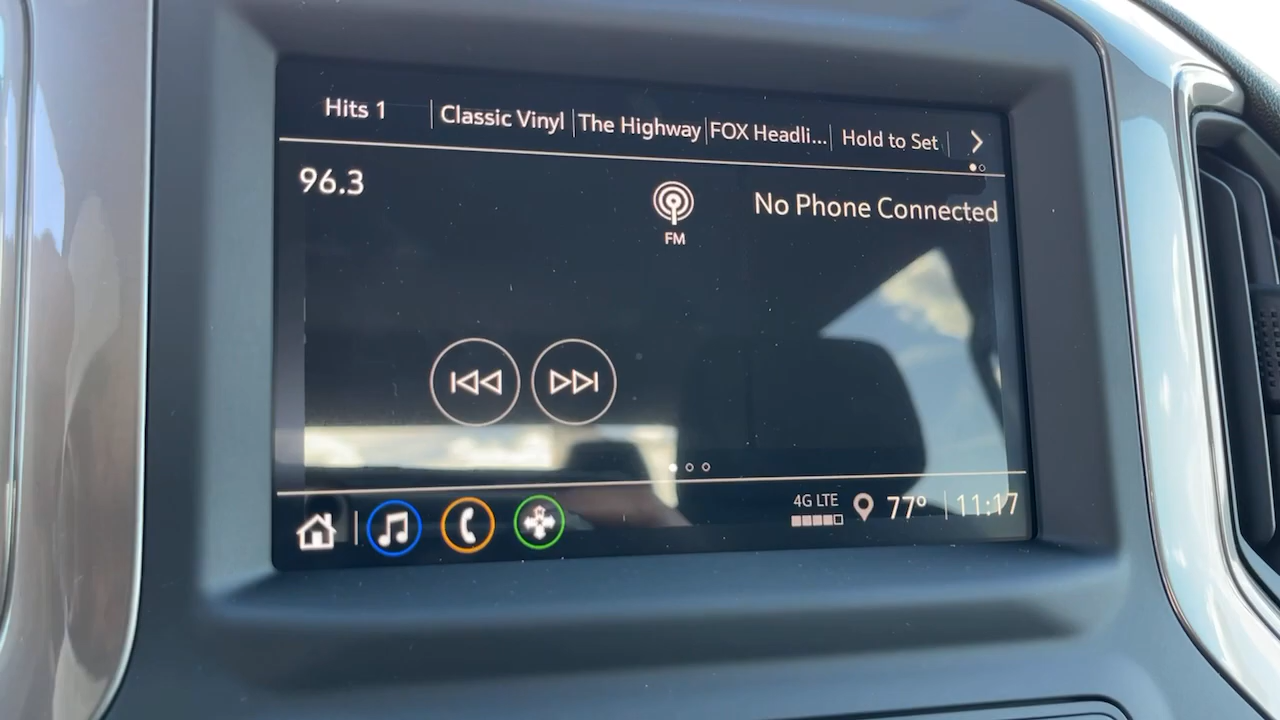 Hits 1 Classic Vinyl The Highway FOX Headli... Hold to Set
96.3 FM No Phone Connected
4G LTE 77° 11:17